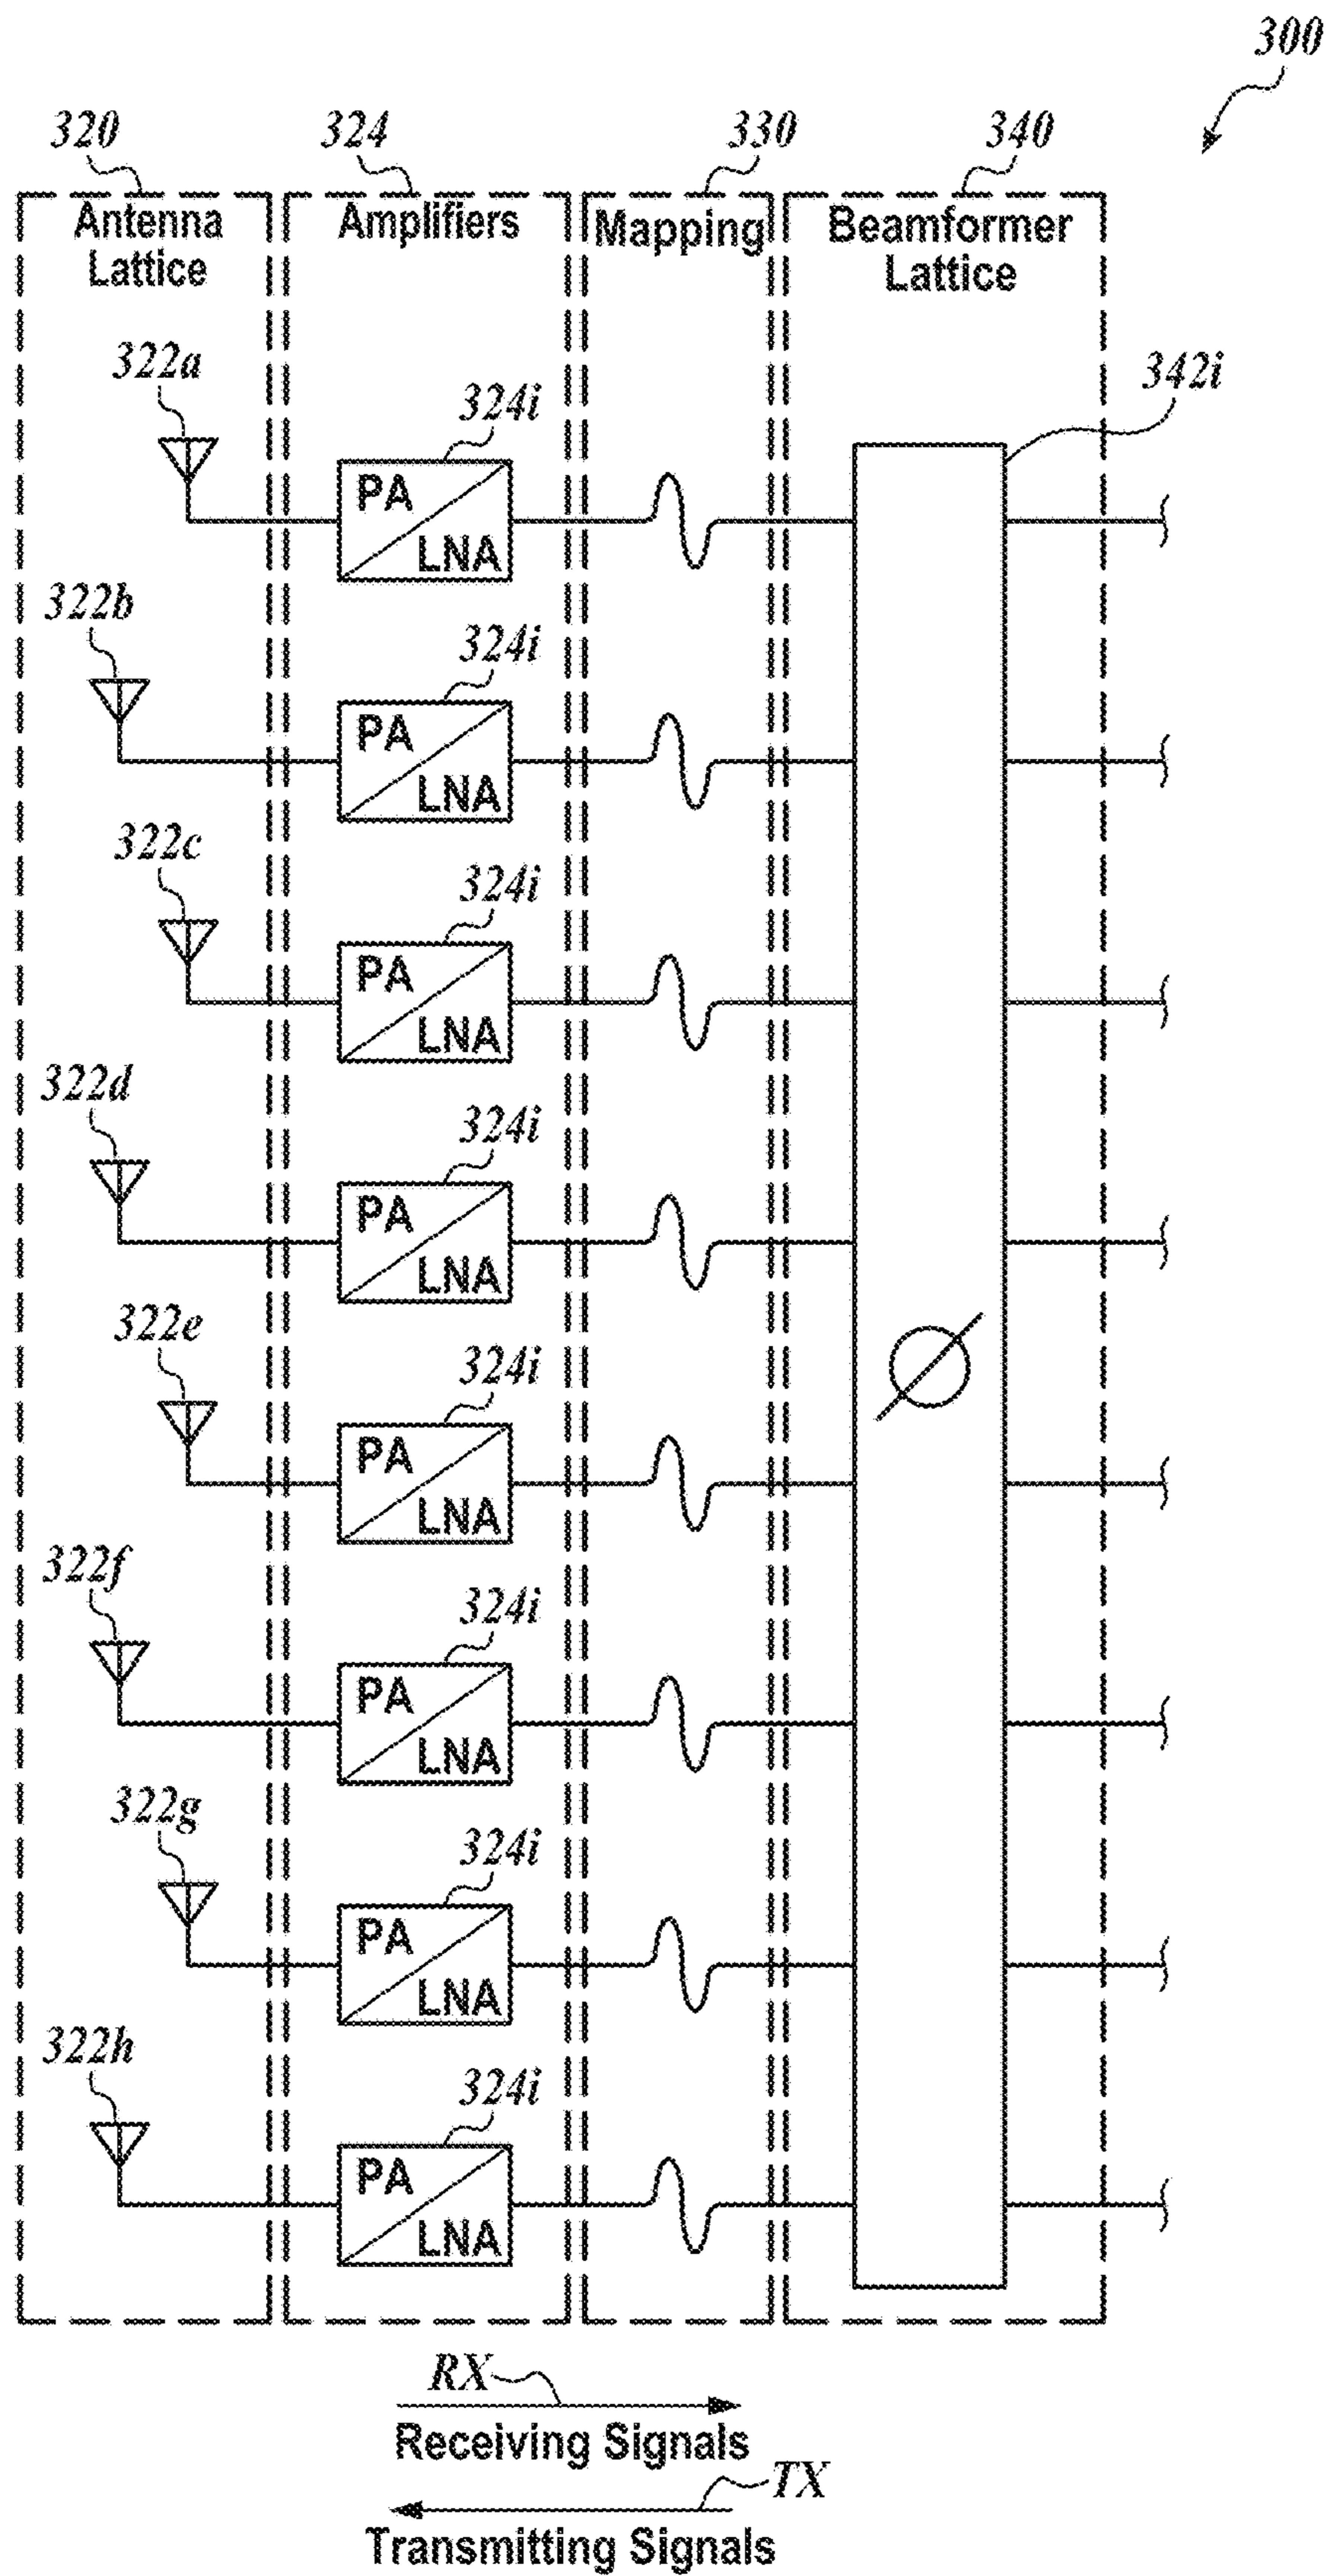 300
320
324
330
340
Antenna
Lattice
Amplifiers
Mapping
Beamformer
Lattice
322a
324i
342i
PA
LNA
322b
324i
PA
LNA
322c
324i
PA
LNA
322d
324i
PA
LNA
322e
324i
PA
LNA
Ø
322f
324i
PA
LNA
322g
324i
PA
LNA
322h
324i
PA
LNA
RX
Receiving Signals
TX
Transmitting Signals